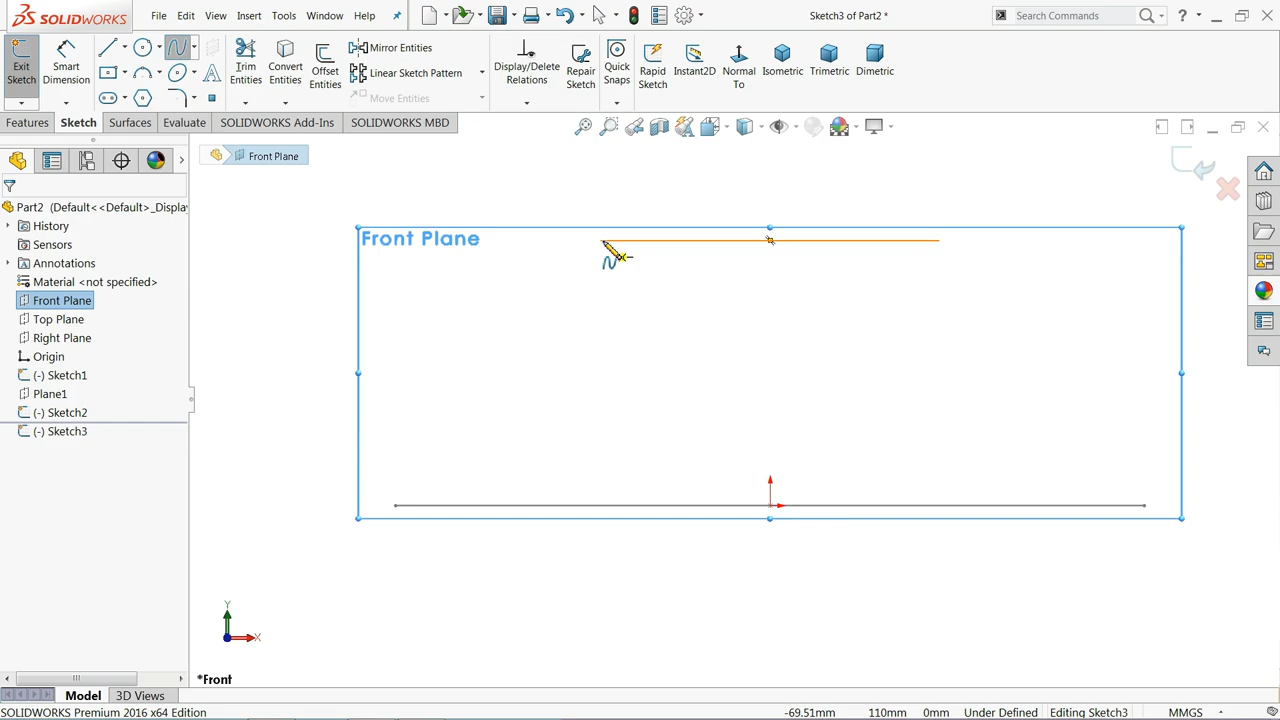 SOLIDWORKS File Edit View Insert Tools Window Help Sketch3 of Part2 * Search Commands ?
Exit Sketch
Smart Dimension
Trim Entities
Convert Entities
Offset Entities
Mirror Entities
Linear Sketch Pattern
Move Entities
Display/Delete Relations
Repair Sketch
Quick Snaps
Rapid Sketch
Instant2D
Normal To
Isometric
Trimetric
Dimetric
Features Sketch Surfaces Evaluate SOLIDWORKS Add-Ins SOLIDWORKS MBD
Front Plane
Part2 (Default<<Default>_Display
History
Sensors
Annotations
Material <not specified>
Front Plane
Top Plane
Right Plane
Origin
(-) Sketch1
Plane1
(-) Sketch2
(-) Sketch3
Front Plane
Y
X
*Front
Model 3D Views
SOLIDWORKS Premium 2016 x64 Edition -69.51mm 110mm 0mm Under Defined Editing Sketch3 MMGS